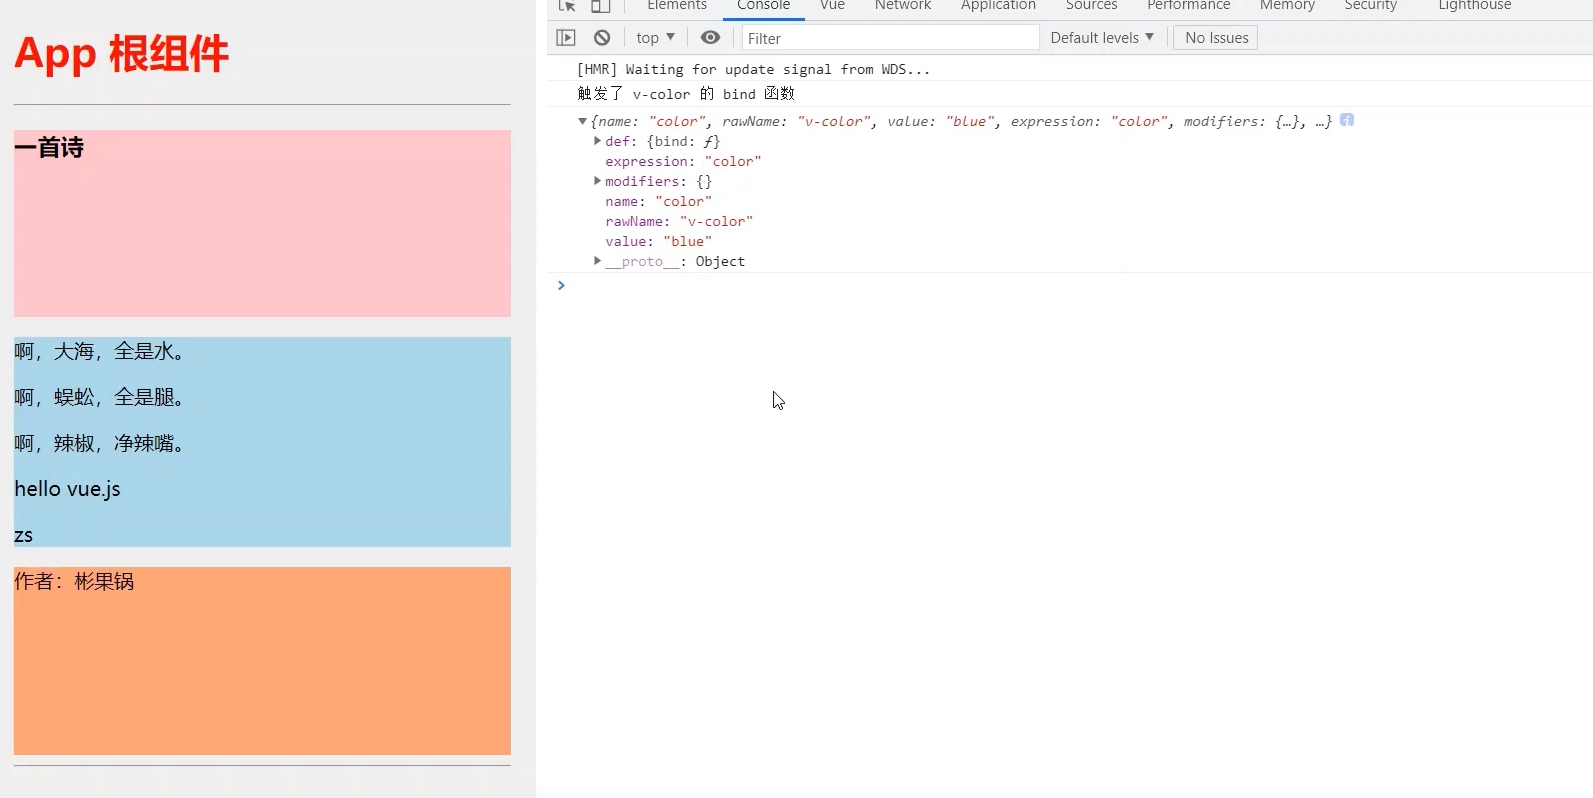 App 根组件
一首诗
啊，大海，全是水。
啊，蜈蚣，全是腿。
啊，辣椒，净辣嘴。
hello vue.js
zs
作者：彬果锅
Elements Console Vue Network Application Sources Performance Memory Security Lighthouse
top Filter Default levels No Issues
[HMR] Waiting for update signal from WDS...
触发了 v-color 的 bind 函数
{name: "color", rawName: "v-color", value: "blue", expression: "color", modifiers: {…}, …}
def: {bind: ƒ}
expression: "color"
modifiers: {}
name: "color"
rawName: "v-color"
value: "blue"
__proto__: Object